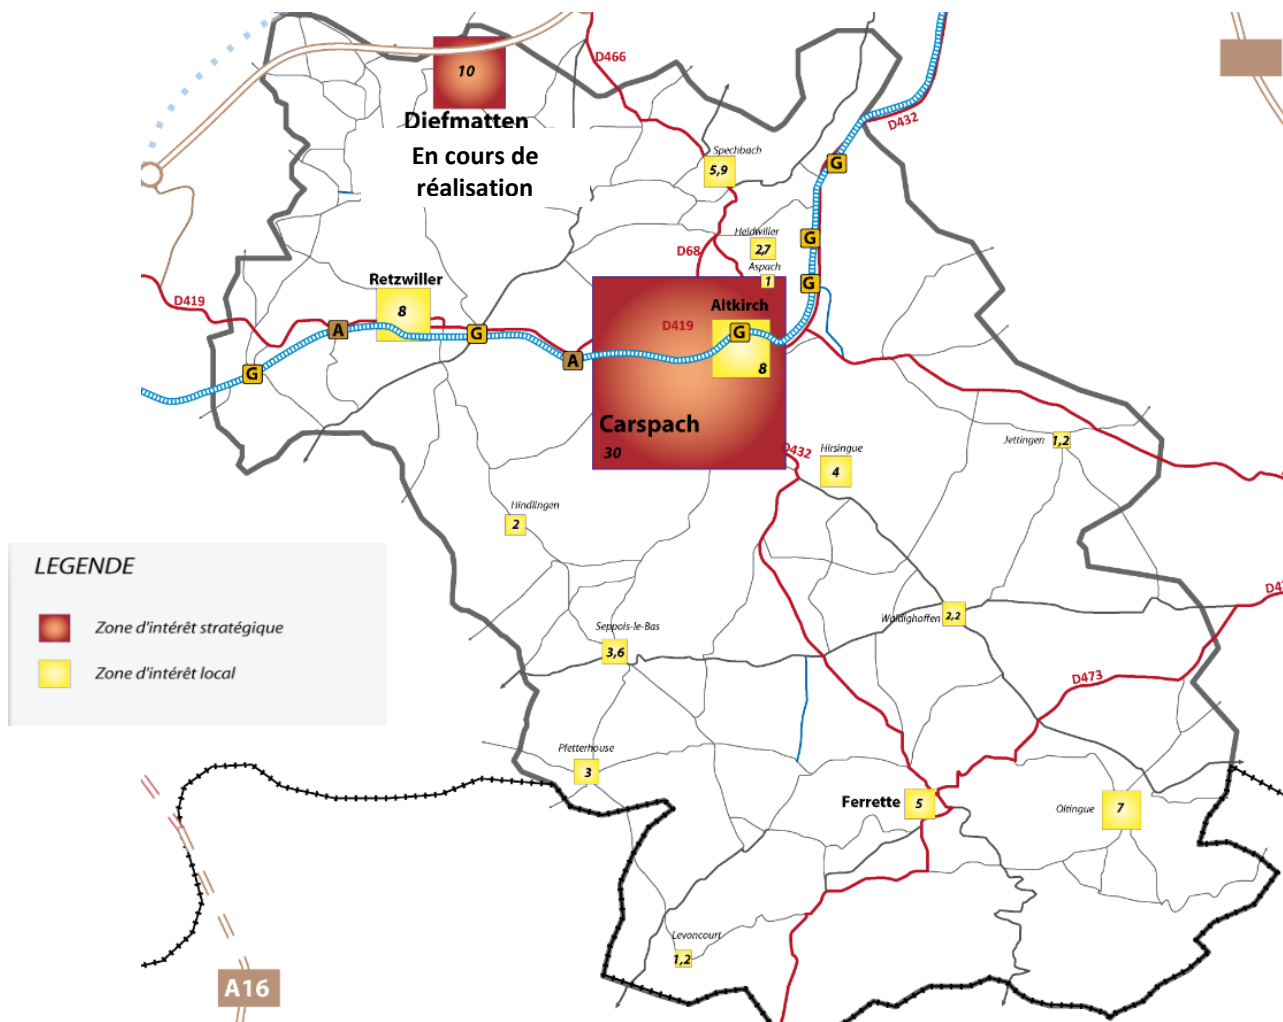 D466
10
Diefmatten
En cours de
réalisation
D432
Spechbach
5,9
G
Heidwiller
2,7
G
D68
Aspach
1
G
Retzwiller
8
D419
A
G
G
A
D419
Altkirch
G
8
Carspach
30
D432
Hirsingue
4
Jettingen
1,2
Hindlingen
2
LEGENDE
Zone d'intérêt stratégique
Zone d'intérêt local
Seppois-le-Bas
3,6
Waldighoffen
2,2
D473
Pfetterhouse
3
Ferrette
5
Oltingue
7
Levoncourt
1,2
A16